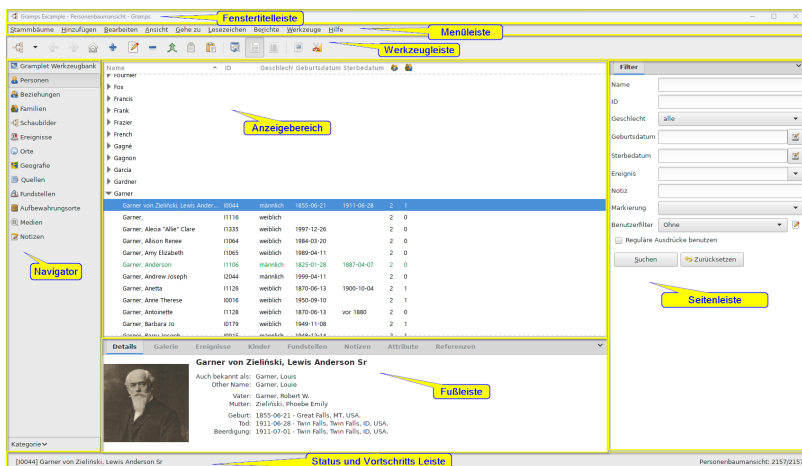 Gramps Example - Personenbaumansicht - Gramps
Fenstertitelleiste
Stammbäume Hinzufügen Bearbeiten Ansicht Gehe zu Lesezeichen Berichte Werkzeuge Hilfe
Menüleiste
Werkzeugleiste
Gramplet Werkzeugbank
Personen
Beziehungen
Familien
Schaubilder
Ereignisse
Orte
Geografie
Quellen
Fundstellen
Aufbewahrungsorte
Medien
Notizen
Navigator
Kategorie
Name ID Geschlech Geburtsdatum Sterbedatum
Fournier
Fox
Francis
Frank
Frazier
French
Gagné
Gagnon
Garcia
Gardner
Garner
Anzeigebereich
Garner von Zieliński, Lewis Ander... I0044 männlich 1855-06-21 1911-06-28 2 1
Garner, I1116 weiblich 2 0
Garner, Alecia "Allie" Clare I1335 weiblich 1997-12-26 2 0
Garner, Allison Renee I1064 weiblich 1984-03-20 2 0
Garner, Amy Elizabeth I1065 weiblich 1989-04-11 2 0
Garner, Anderson I1106 männlich 1825-01-28 1887-04-07 2 0
Garner, Andrew Joseph I2044 männlich 1999-04-11 2 0
Garner, Anetta I1126 weiblich 1870-06-13 1900-10-04 2 1
Garner, Anne Therese I0016 weiblich 1950-09-10 2 1
Garner, Antoinette I1128 weiblich 1870-06-13 vor 1880 2 0
Garner, Barbara Jo I0179 weiblich 1949-11-08 2 1
Garner, Barry Joseph I0015 männlich 1948-12-14 2 1
Details Galerie Ereignisse Kinder Fundstellen Notizen Attribute Referenzen
Garner von Zieliński, Lewis Anderson Sr
Auch bekannt als: Garner, Louis
Other Name: Garner, Louie
Vater: Garner, Robert W.
Mutter: Zieliński, Phoebe Emily
Geburt: 1855-06-21 - Great Falls, MT, USA.
Tod: 1911-06-28 - Twin Falls, Twin Falls, ID, USA.
Beerdigung: 1911-07-01 - Twin Falls, Twin Falls, ID, USA.
Fußleiste
Filter
Name
ID
Geschlecht alle
Geburtsdatum
Sterbedatum
Ereignis
Notiz
Markierung
Benutzerfilter Ohne
Reguläre Ausdrücke benutzen
Suchen Zurücksetzen
Seitenleiste
[I0044] Garner von Zieliński, Lewis Anderson Sr
Status und Vortschritts Leiste
Personenbaumansicht: 2157/2157